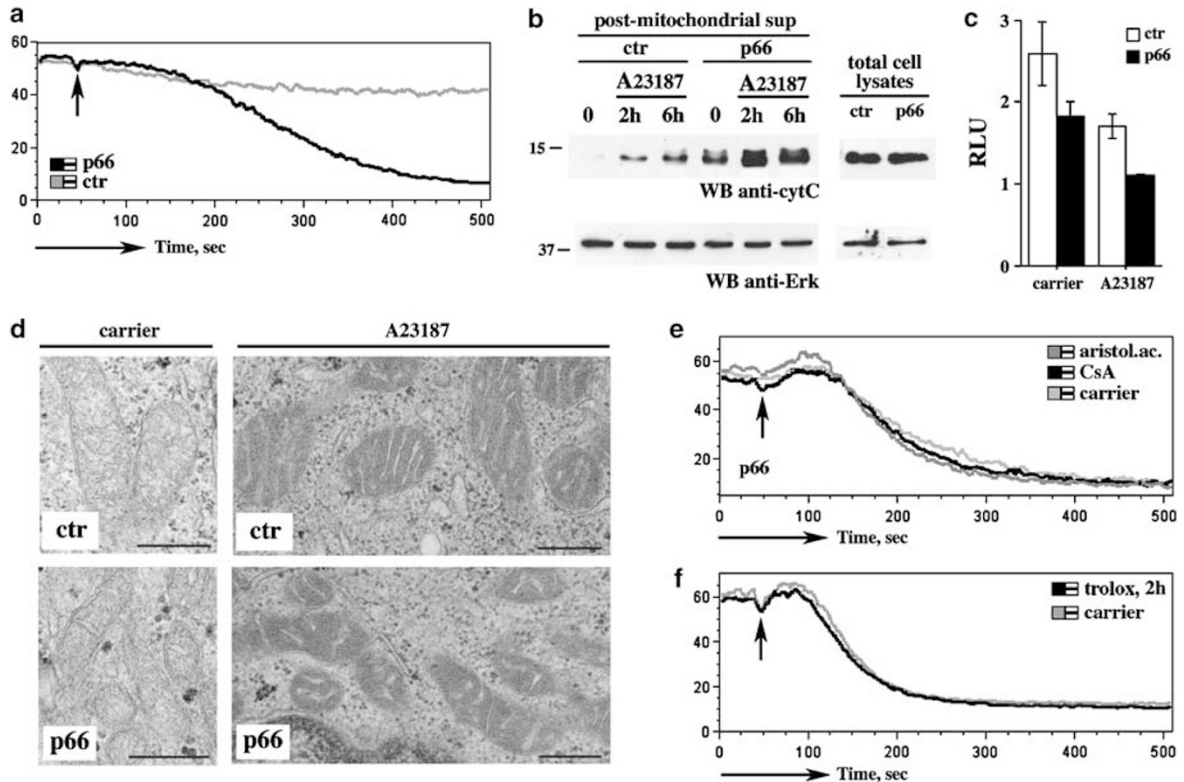 a
60
40
20
0
p66
ctr
0 100 200 300 400 500
Time, sec
b
post-mitochondrial sup
ctr p66
A23187 A23187
0 2h 6h 0 2h 6h
total cell
lysates
ctr p66
15
WB anti-cytC
37
WB anti-Erk
c
3
2
1
0
RLU
ctr
p66
carrier A23187
d
carrier A23187
ctr ctr
p66 p66
e
60
40
20
aristol.ac.
CsA
carrier
p66
0 100 200 300 400 500
Time, sec
f
60
40
20
0
trolox, 2h
carrier
0 100 200 300 400 500
Time, sec